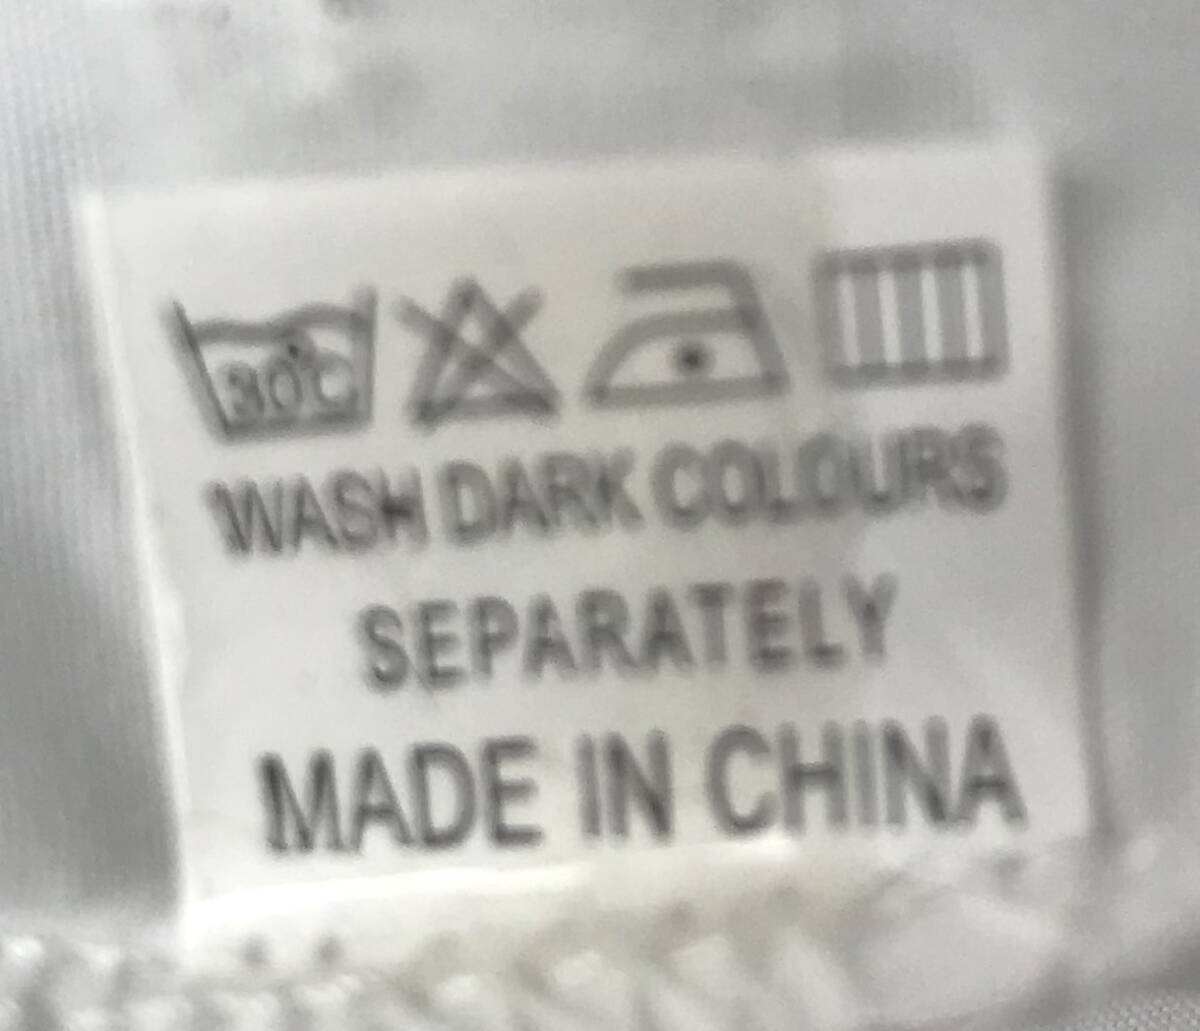 30°C
WASH DARK COLOURS
SEPARATELY
MADE IN CHINA